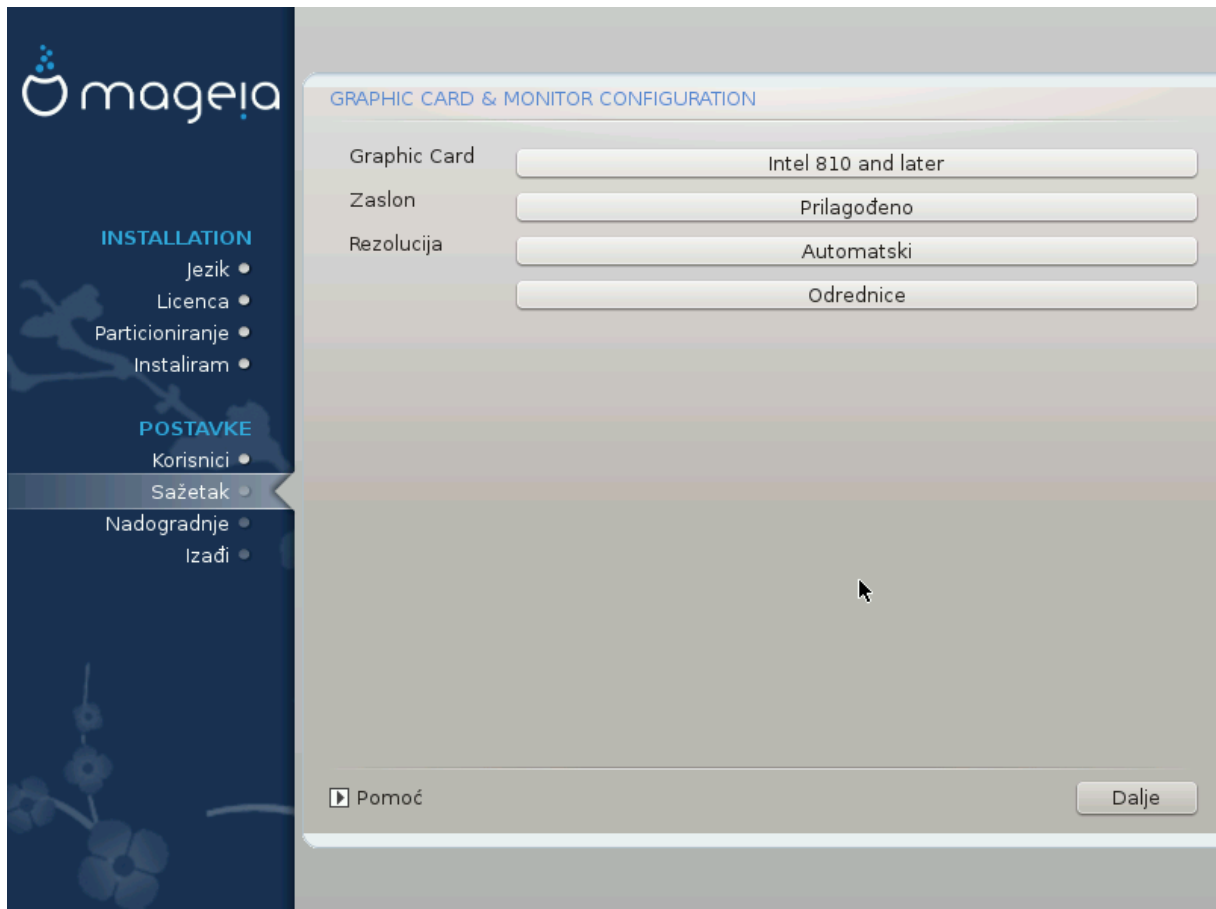 mageia
INSTALLATION
Jezik
Licenca
Particioniranje
Instaliram
POSTAVKE
Korisnici
Sažetak
Nadogradnje
Izađi
GRAPHIC CARD & MONITOR CONFIGURATION
Graphic Card Intel 810 and later
Zaslon Prilagođeno
Rezolucija Automatski
Odrednice
Pomoć Dalje